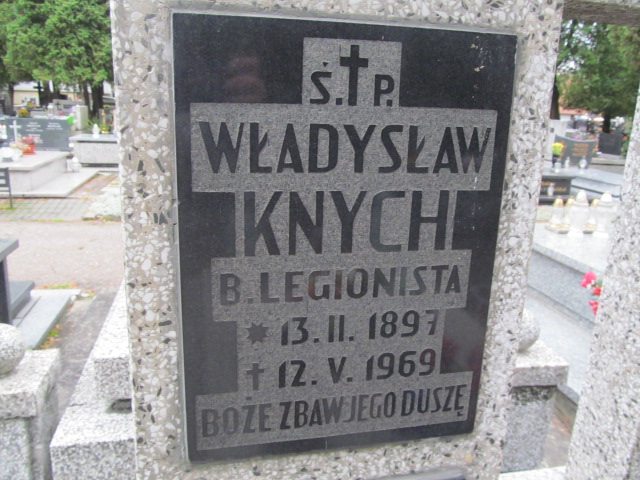 Ś.P.
WŁADYSŁAW
KNYCH
B. LEGIONISTA
* 13. II. 1897
† 12. V. 1969
BOŻE ZBAW JEGO DUSZĘ